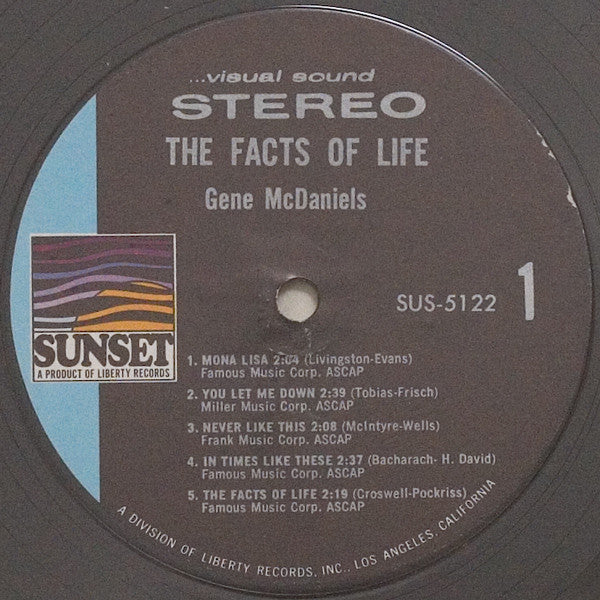 ...visual sound
STEREO
THE FACTS OF LIFE
Gene McDaniels
SUNSET
A PRODUCT OF LIBERTY RECORDS
SUS-5122
1
1. MONA LISA 2:04 (Livingston-Evans)
Famous Music Corp. ASCAP
2. YOU LET ME DOWN 2:39 (Tobias-Frisch)
Miller Music Corp. ASCAP
3. NEVER LIKE THIS 2:08 (McIntyre-Wells)
Frank Music Corp. ASCAP
4. IN TIMES LIKE THESE 2:37 (Bacharach- H. David)
Famous Music Corp. ASCAP
5. THE FACTS OF LIFE 2:19 (Croswell-Pockriss)
Famous Music Corp. ASCAP
A DIVISION OF LIBERTY RECORDS, INC., LOS ANGELES, CALIFORNIA